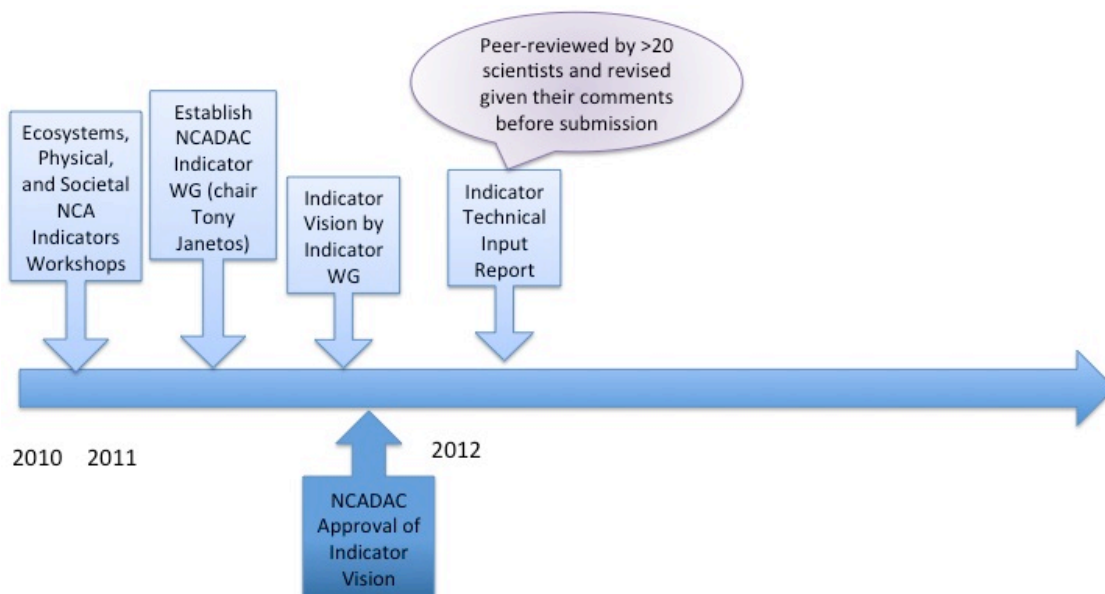 Peer-reviewed by >20
scientists and revised
given their comments
before submission
Ecosystems,
Physical,
and Societal
NCA
Indicators
Workshops
Establish
NCADAC
Indicator
WG (chair
Tony
Janetos)
Indicator
Vision by
Indicator
WG
Indicator
Technical
Input
Report
2010
2011
2012
NCADAC
Approval of
Indicator
Vision